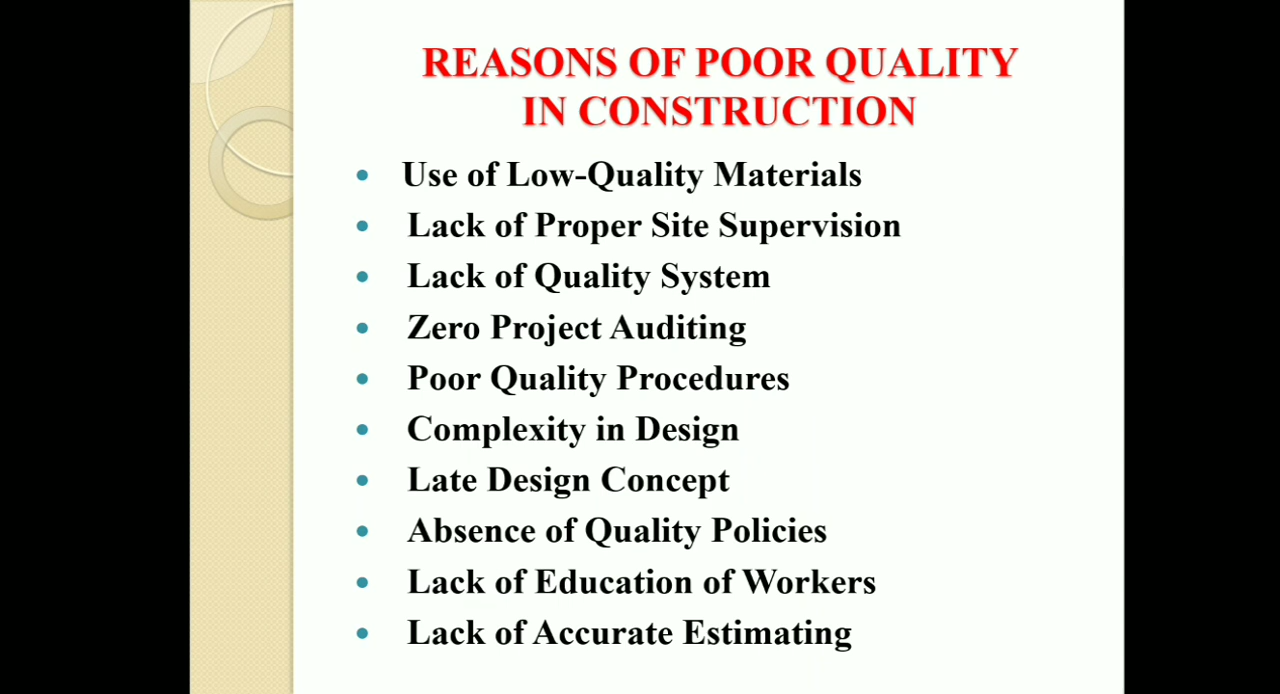 REASONS OF POOR QUALITY
IN CONSTRUCTION
• Use of Low-Quality Materials
• Lack of Proper Site Supervision
• Lack of Quality System
• Zero Project Auditing
• Poor Quality Procedures
• Complexity in Design
• Late Design Concept
• Absence of Quality Policies
• Lack of Education of Workers
• Lack of Accurate Estimating